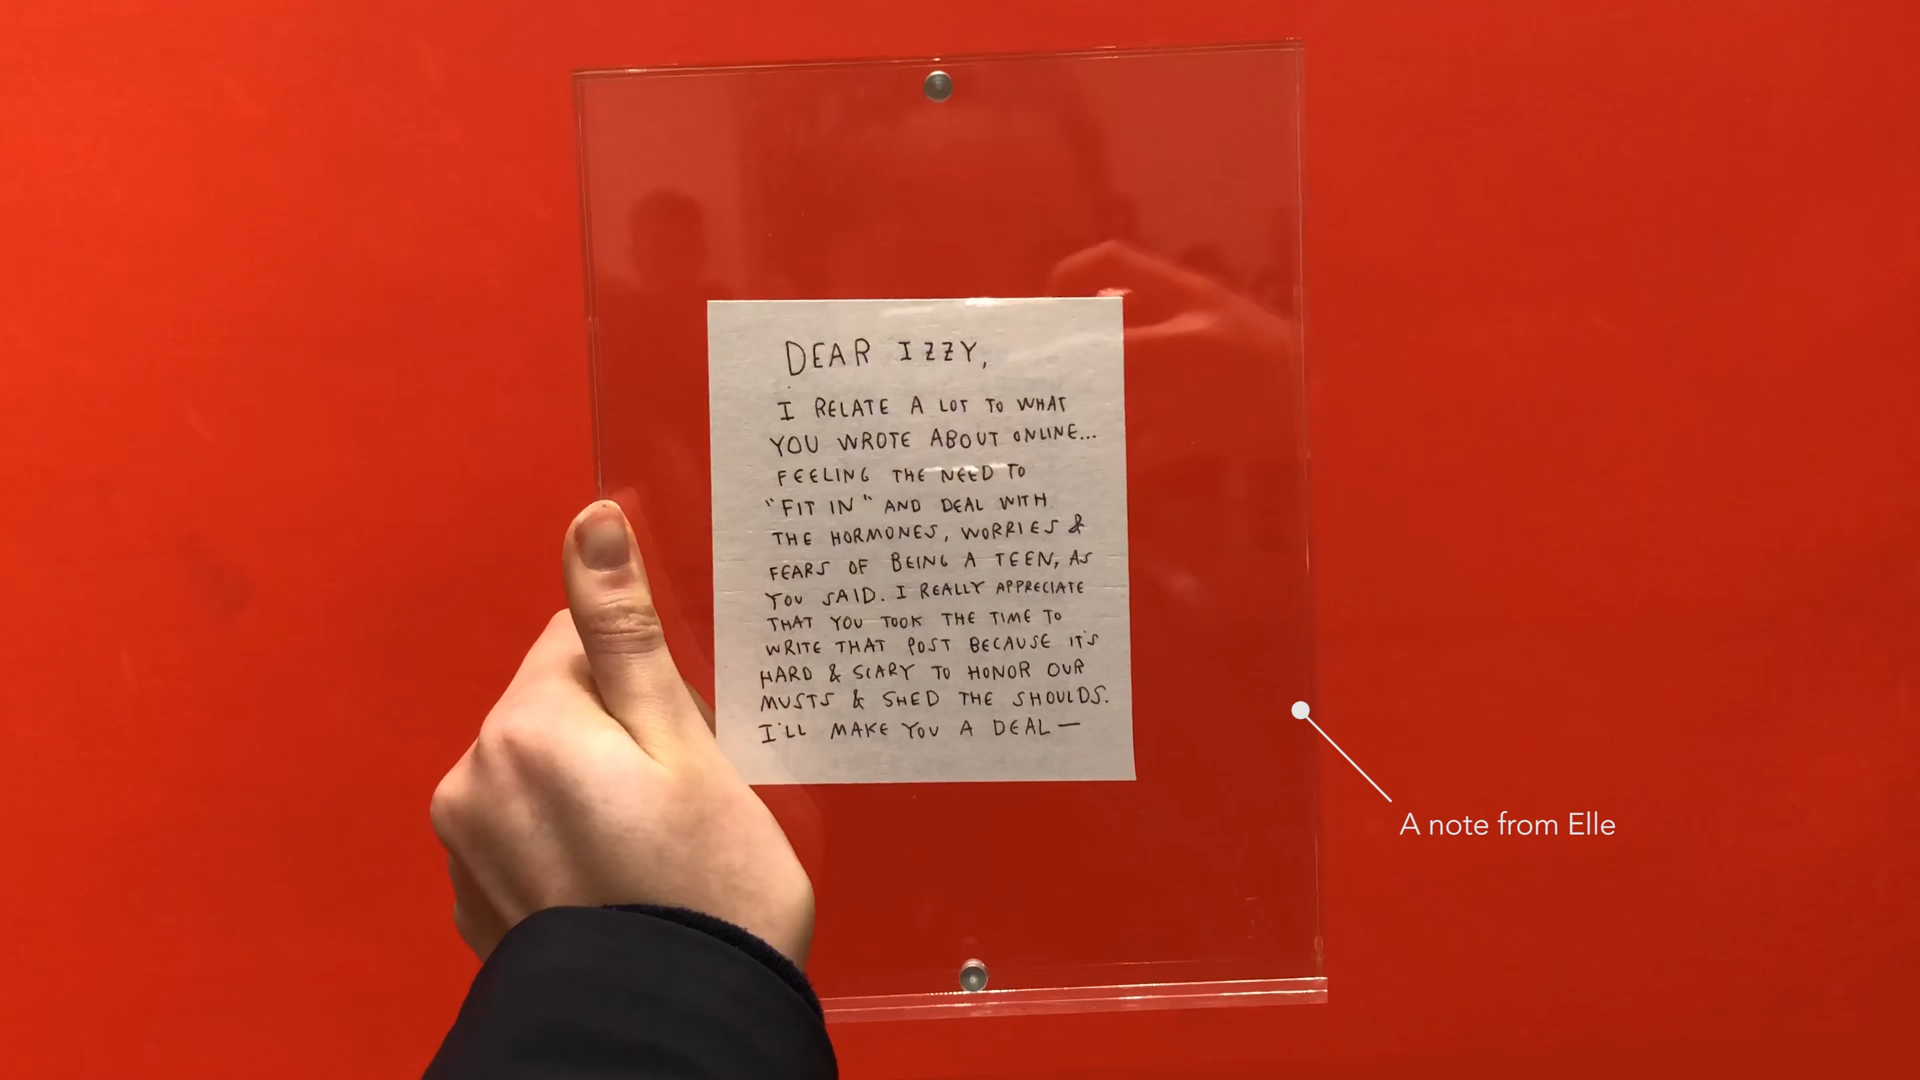 DEAR IZZY,
I RELATE A LOT TO WHAT
YOU WROTE ABOUT ONLINE...
FEELING THE NEED TO
"FIT IN" AND DEAL WITH
THE HORMONES, WORRIES &
FEARS OF BEING A TEEN, AS
YOU SAID. I REALLY APPRECIATE
THAT YOU TOOK THE TIME TO
WRITE THAT POST BECAUSE IT'S
HARD & SCARY TO HONOR OUR
MUSTS & SHED THE SHOULDS.
I'LL MAKE YOU A DEAL—
A note from Elle